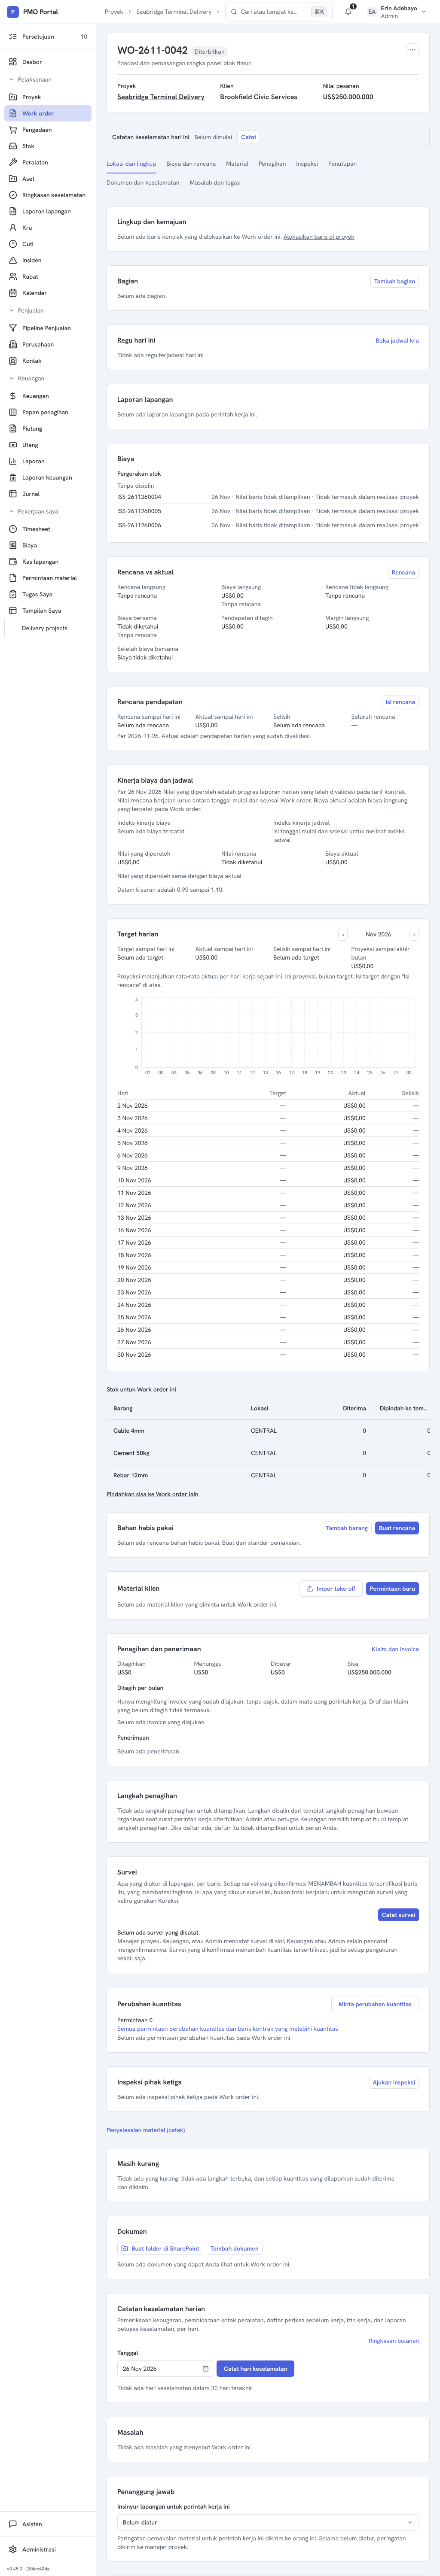 P PMO Portal
Persetujuan 10
Dasbor
Pelaksanaan
Proyek
Work order
Pengadaan
Stok
Peralatan
Aset
Ringkasan keselamatan
Laporan lapangan
Kru
Cuti
Insiden
Rapat
Kalender
Penjualan
Pipeline Penjualan
Perusahaan
Kontak
Keuangan
Keuangan
Papan penagihan
Piutang
Utang
Laporan
Laporan keuangan
Jurnal
Pekerjaan saya
Timesheet
Biaya
Kas lapangan
Permintaan material
Tugas Saya
Tampilan Saya
Delivery projects
Asisten
Administrasi
Proyek > Seabridge Terminal Delivery >
Cari atau lompat ke... ⌘K
1
EA Erin Adebayo
Admin
WO-2611-0042 Diterbitkan
Pondasi dan pemasangan rangka panel blok timur
Proyek Klien Nilai pesanan
Seabridge Terminal Delivery Brookfield Civic Services US$250.000.000
Catatan keselamatan hari ini Belum dimulai Catat
Lokasi dan lingkup Biaya dan rencana Material Penagihan Inspeksi Penutupan
Dokumen dan keselamatan Masalah dan tugas
Lingkup dan kemajuan
Belum ada baris kontrak yang dialokasikan ke Work order ini. Alokasikan baris di proyek
Bagian Tambah bagian
Belum ada bagian.
Regu hari ini Buka jadwal kru
Tidak ada regu terjadwal hari ini
Laporan lapangan
Belum ada laporan lapangan pada perintah kerja ini.
Biaya
Pergerakan stok
Tanpa disiplin
ISS-2611260004 26 Nov · Nilai baris tidak ditampilkan · Tidak termasuk dalam realisasi proyek
ISS-2611260005 26 Nov · Nilai baris tidak ditampilkan · Tidak termasuk dalam realisasi proyek
ISS-2611260006 26 Nov · Nilai baris tidak ditampilkan · Tidak termasuk dalam realisasi proyek
Rencana vs aktual Rencana
Rencana langsung Biaya langsung Rencana tidak langsung
Tanpa rencana US$0,00 Tanpa rencana
Tanpa rencana
Biaya bersama Pendapatan ditagih Margin langsung
Tidak diketahui US$0,00 US$0,00
Tanpa rencana
Setelah biaya bersama
Biaya tidak diketahui
Rencana pendapatan Isi rencana
Rencana sampai hari ini Aktual sampai hari ini Selisih Seluruh rencana
Belum ada rencana US$0,00 Belum ada rencana —
Per 2026-11-26. Aktual adalah pendapatan harian yang sudah divalidasi.
Kinerja biaya dan jadwal
Per 26 Nov 2026 Nilai yang diperoleh adalah progres laporan harian yang telah divalidasi pada tarif kontrak.
Nilai rencana berjalan lurus antara tanggal mulai dan selesai Work order. Biaya aktual adalah biaya langsung
yang tercatat pada Work order.
Indeks kinerja biaya Indeks kinerja jadwal
Belum ada biaya tercatat Isi tanggal mulai dan selesai untuk melihat indeks
jadwal
Nilai yang diperoleh Nilai rencana Biaya aktual
US$0,00 Tidak diketahui US$0,00
Nilai yang diperoleh sama dengan biaya aktual
Dalam kisaran adalah 0.90 sampai 1.10.
Target harian ‹ Nov 2026 ›
Target sampai hari ini Aktual sampai hari ini Selisih sampai hari ini Proyeksi sampai akhir
bulan
Belum ada target US$0,00 Belum ada target US$0,00
Proyeksi melanjutkan rata-rata aktual per hari kerja sejauh ini. Ini proyeksi, bukan target. Isi target dengan "Isi
rencana" di atas.
4
3
2
1
0
02 03 04 05 06 09 10 11 12 13 16 17 18 19 20 23 24 25 26 27 30
Hari Target Aktual Selisih
2 Nov 2026 — US$0,00 —
3 Nov 2026 — US$0,00 —
4 Nov 2026 — US$0,00 —
5 Nov 2026 — US$0,00 —
6 Nov 2026 — US$0,00 —
9 Nov 2026 — US$0,00 —
10 Nov 2026 — US$0,00 —
11 Nov 2026 — US$0,00 —
12 Nov 2026 — US$0,00 —
13 Nov 2026 — US$0,00 —
16 Nov 2026 — US$0,00 —
17 Nov 2026 — US$0,00 —
18 Nov 2026 — US$0,00 —
19 Nov 2026 — US$0,00 —
20 Nov 2026 — US$0,00 —
23 Nov 2026 — US$0,00 —
24 Nov 2026 — US$0,00 —
25 Nov 2026 — US$0,00 —
26 Nov 2026 — US$0,00 —
27 Nov 2026 — US$0,00 —
30 Nov 2026 — US$0,00 —
Stok untuk Work order ini
Barang Lokasi Diterima Dipindah ke tem...
Cable 4mm CENTRAL 0 0
Cement 50kg CENTRAL 0 0
Rebar 12mm CENTRAL 0 0
Pindahkan sisa ke Work order lain
Bahan habis pakai Tambah barang Buat rencana
Belum ada rencana bahan habis pakai. Buat dari standar pemakaian.
Material klien Impor take-off Permintaan baru
Belum ada material klien yang diminta untuk Work order ini.
Penagihan dan penerimaan Klaim dan invoice
Ditagihkan Menunggu Dibayar Sisa
US$0 US$0 US$0 US$250.000.000
Ditagih per bulan
Hanya menghitung invoice yang sudah diajukan, tanpa pajak, dalam mata uang perintah kerja. Draf dan klaim
yang belum ditagih tidak termasuk.
Belum ada invoice yang diajukan.
Penerimaan
Belum ada penerimaan.
Langkah penagihan
Tidak ada langkah penagihan untuk ditampilkan. Langkah disalin dari templat langkah penagihan bawaan
organisasi saat surat perintah kerja diterbitkan: Admin atau petugas Keuangan memilih templat itu di templat
langkah penagihan. Jika daftar ada, daftar itu tidak ditampilkan untuk peran Anda.
Survei
Apa yang diukur di lapangan, per baris. Setiap survei yang dikonfirmasi MENAMBAH kuantitas tersertifikasi baris
itu, yang membatasi tagihan. Isi apa yang diukur survei ini, bukan total berjalan; untuk mengubah survei yang
keliru gunakan Koreksi.
Catat survei
Belum ada survei yang dicatat.
Manajer proyek, Keuangan, atau Admin mencatat survei di sini; Keuangan atau Admin selain pencatat
mengonfirmasinya. Survei yang dikonfirmasi menambah kuantitas tersertifikasi, jadi isi setiap pengukuran
sekali saja.
Perubahan kuantitas Minta perubahan kuantitas
Permintaan 0
Semua permintaan perubahan kuantitas dan baris kontrak yang melebihi kuantitas
Belum ada permintaan perubahan kuantitas pada Work order ini
Inspeksi pihak ketiga Ajukan inspeksi
Belum ada inspeksi pihak ketiga pada Work order ini.
Penyelesaian material (cetak)
Masih kurang
Tidak ada yang kurang: tidak ada langkah terbuka, dan setiap kuantitas yang dilaporkan sudah diterima
dan diklaim.
Dokumen
Buat folder di SharePoint Tambah dokumen
Belum ada dokumen yang dapat Anda lihat untuk Work order ini.
Catatan keselamatan harian
Pemeriksaan kebugaran, pembicaraan kotak peralatan, daftar periksa sebelum kerja, izin kerja, dan laporan
petugas keselamatan, per hari.
Ringkasan bulanan
Tanggal
26 Nov 2026 Catat hari keselamatan
Tidak ada hari keselamatan dalam 30 hari terakhir
Masalah
Tidak ada masalah yang menyebut Work order ini.
Penanggung jawab
Insinyur lapangan untuk perintah kerja ini
Belum diatur
Peringatan pemakaian material untuk perintah kerja ini dikirim ke orang ini. Selama belum diatur, peringatan
dikirim ke manajer proyek.